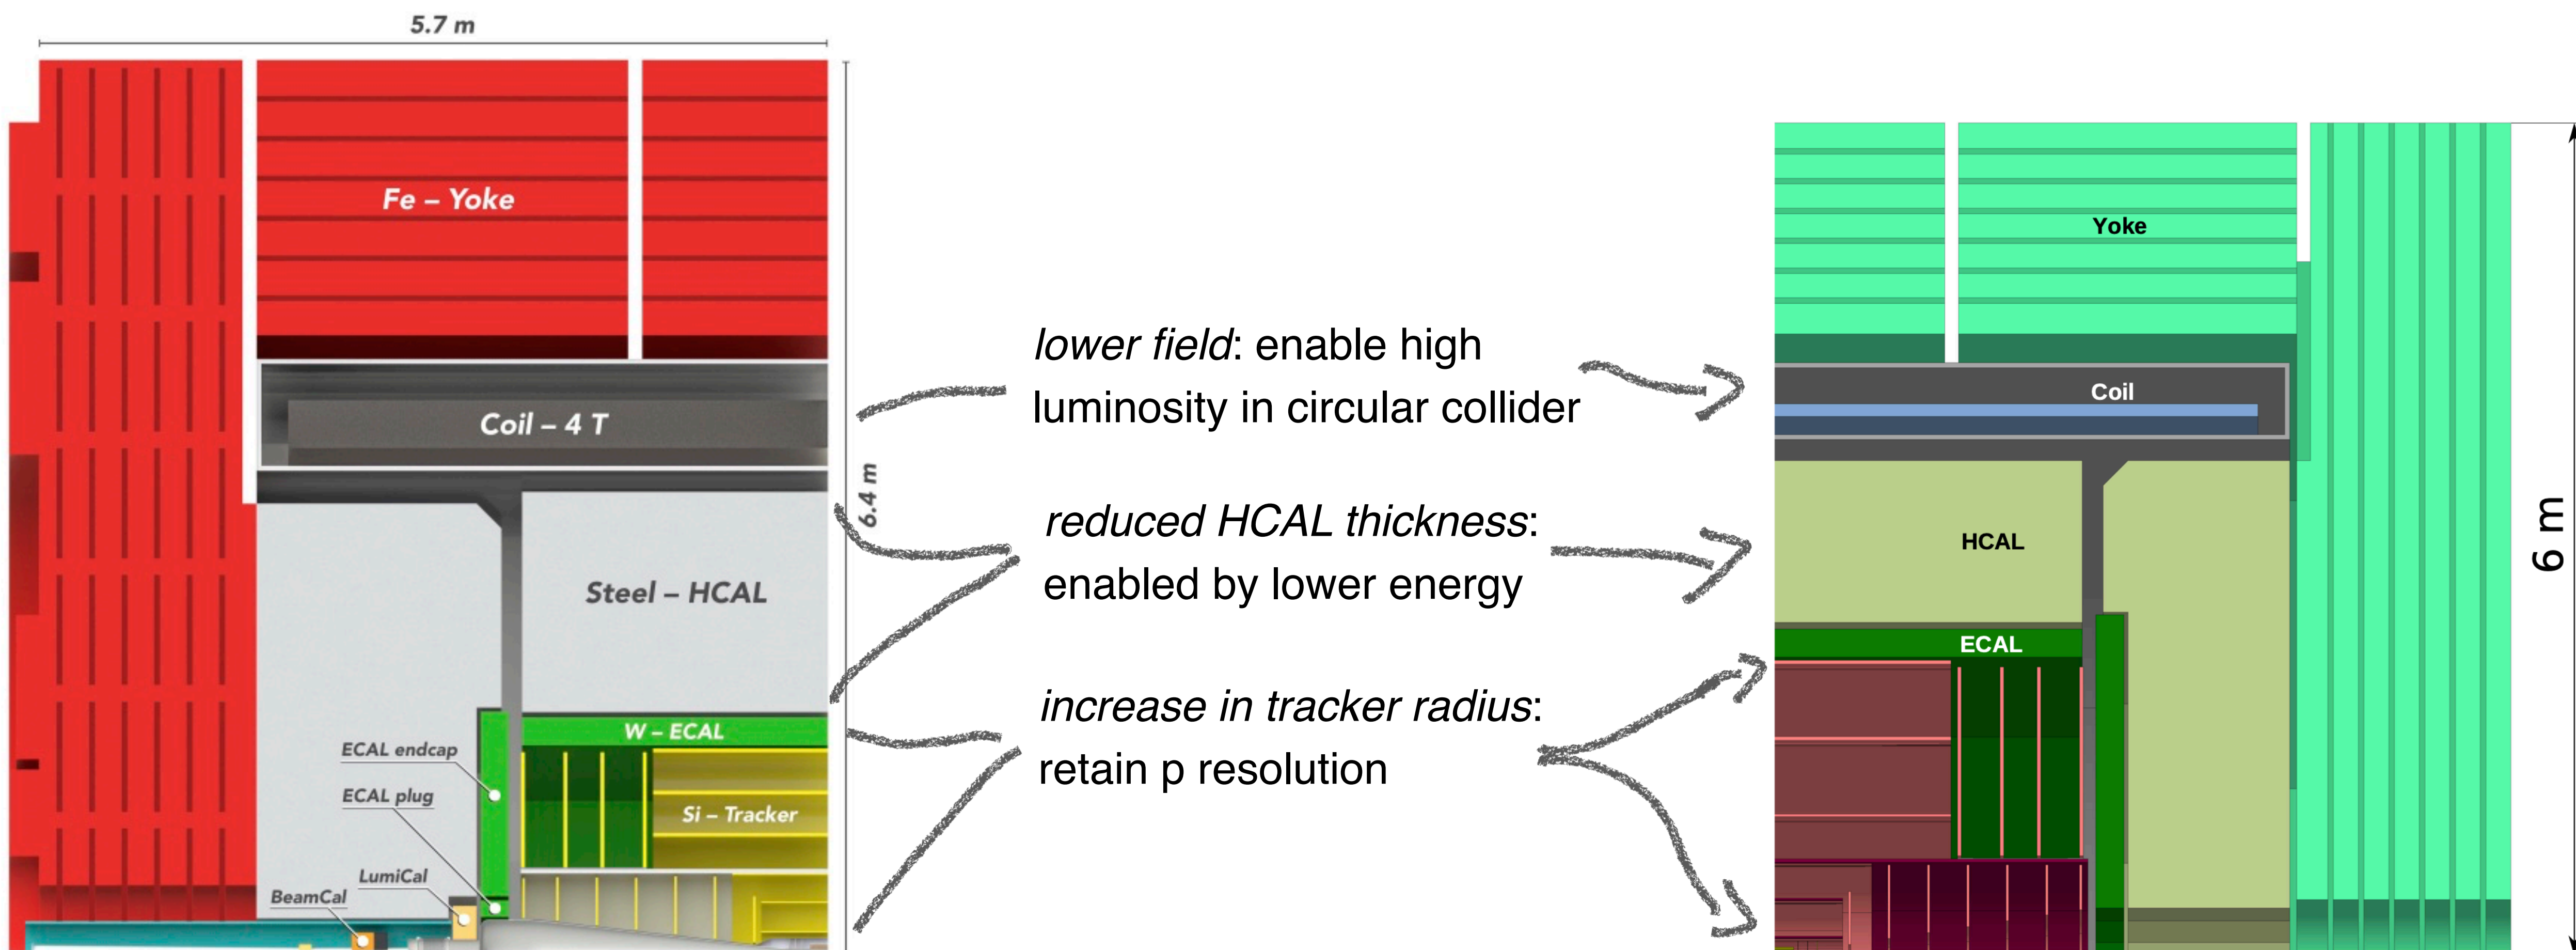 5.7 m
Fe – Yoke
Coil – 4 T
6.4 m
Steel – HCAL
W – ECAL
ECAL endcap
ECAL plug
Si – Tracker
LumiCal
BeamCal
lower field: enable high
luminosity in circular collider
reduced HCAL thickness:
enabled by lower energy
increase in tracker radius:
retain p resolution
Yoke
Coil
HCAL
ECAL
6 m